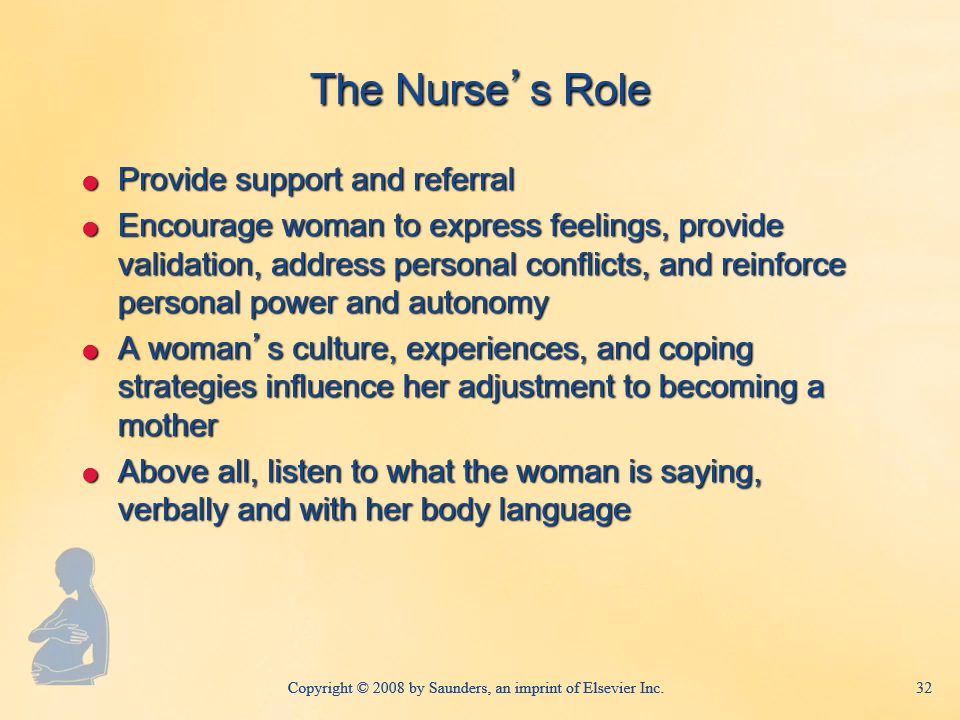 The Nurse’s Role
● Provide support and referral
● Encourage woman to express feelings, provide
validation, address personal conflicts, and reinforce
personal power and autonomy
● A woman’s culture, experiences, and coping
strategies influence her adjustment to becoming a
mother
● Above all, listen to what the woman is saying,
verbally and with her body language
Copyright © 2008 by Saunders, an imprint of Elsevier Inc.
32